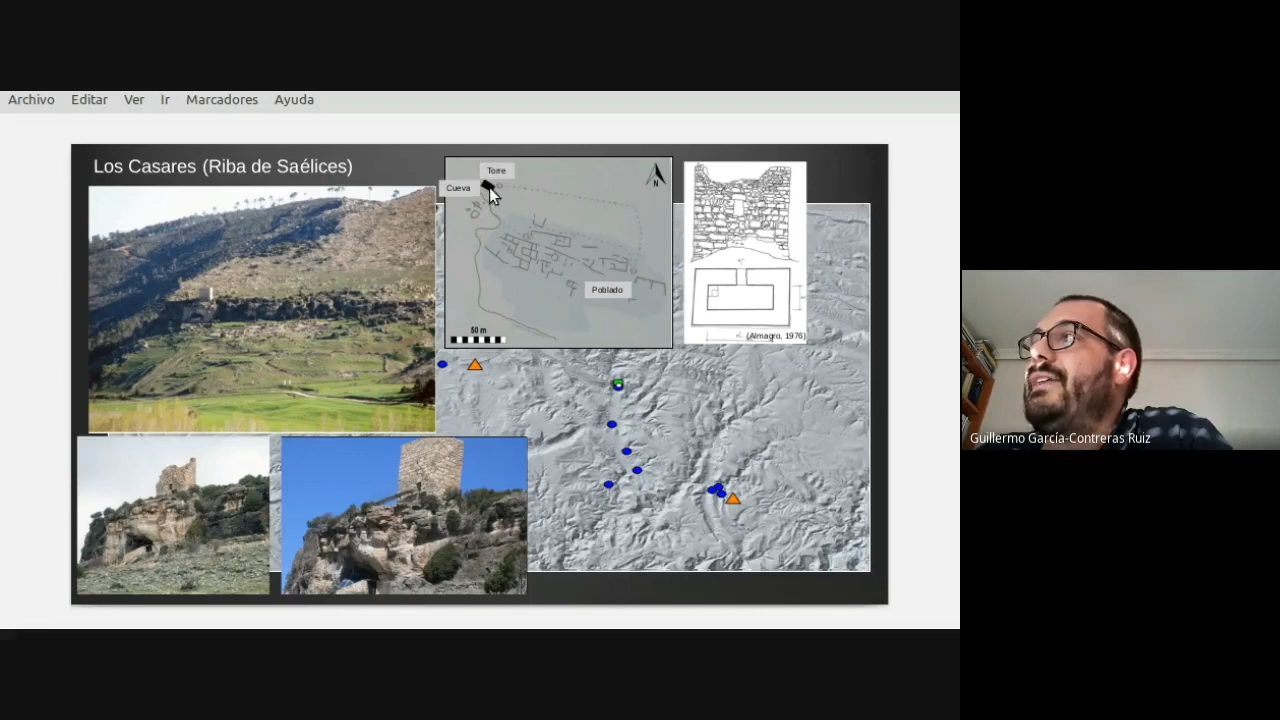 Archivo Editar Ver Ir Marcadores Ayuda
Los Casares (Riba de Saélices)
Torre
Cueva
N
Poblado
50 m
(Almagro, 1976)
Guillermo García-Contreras Ruiz